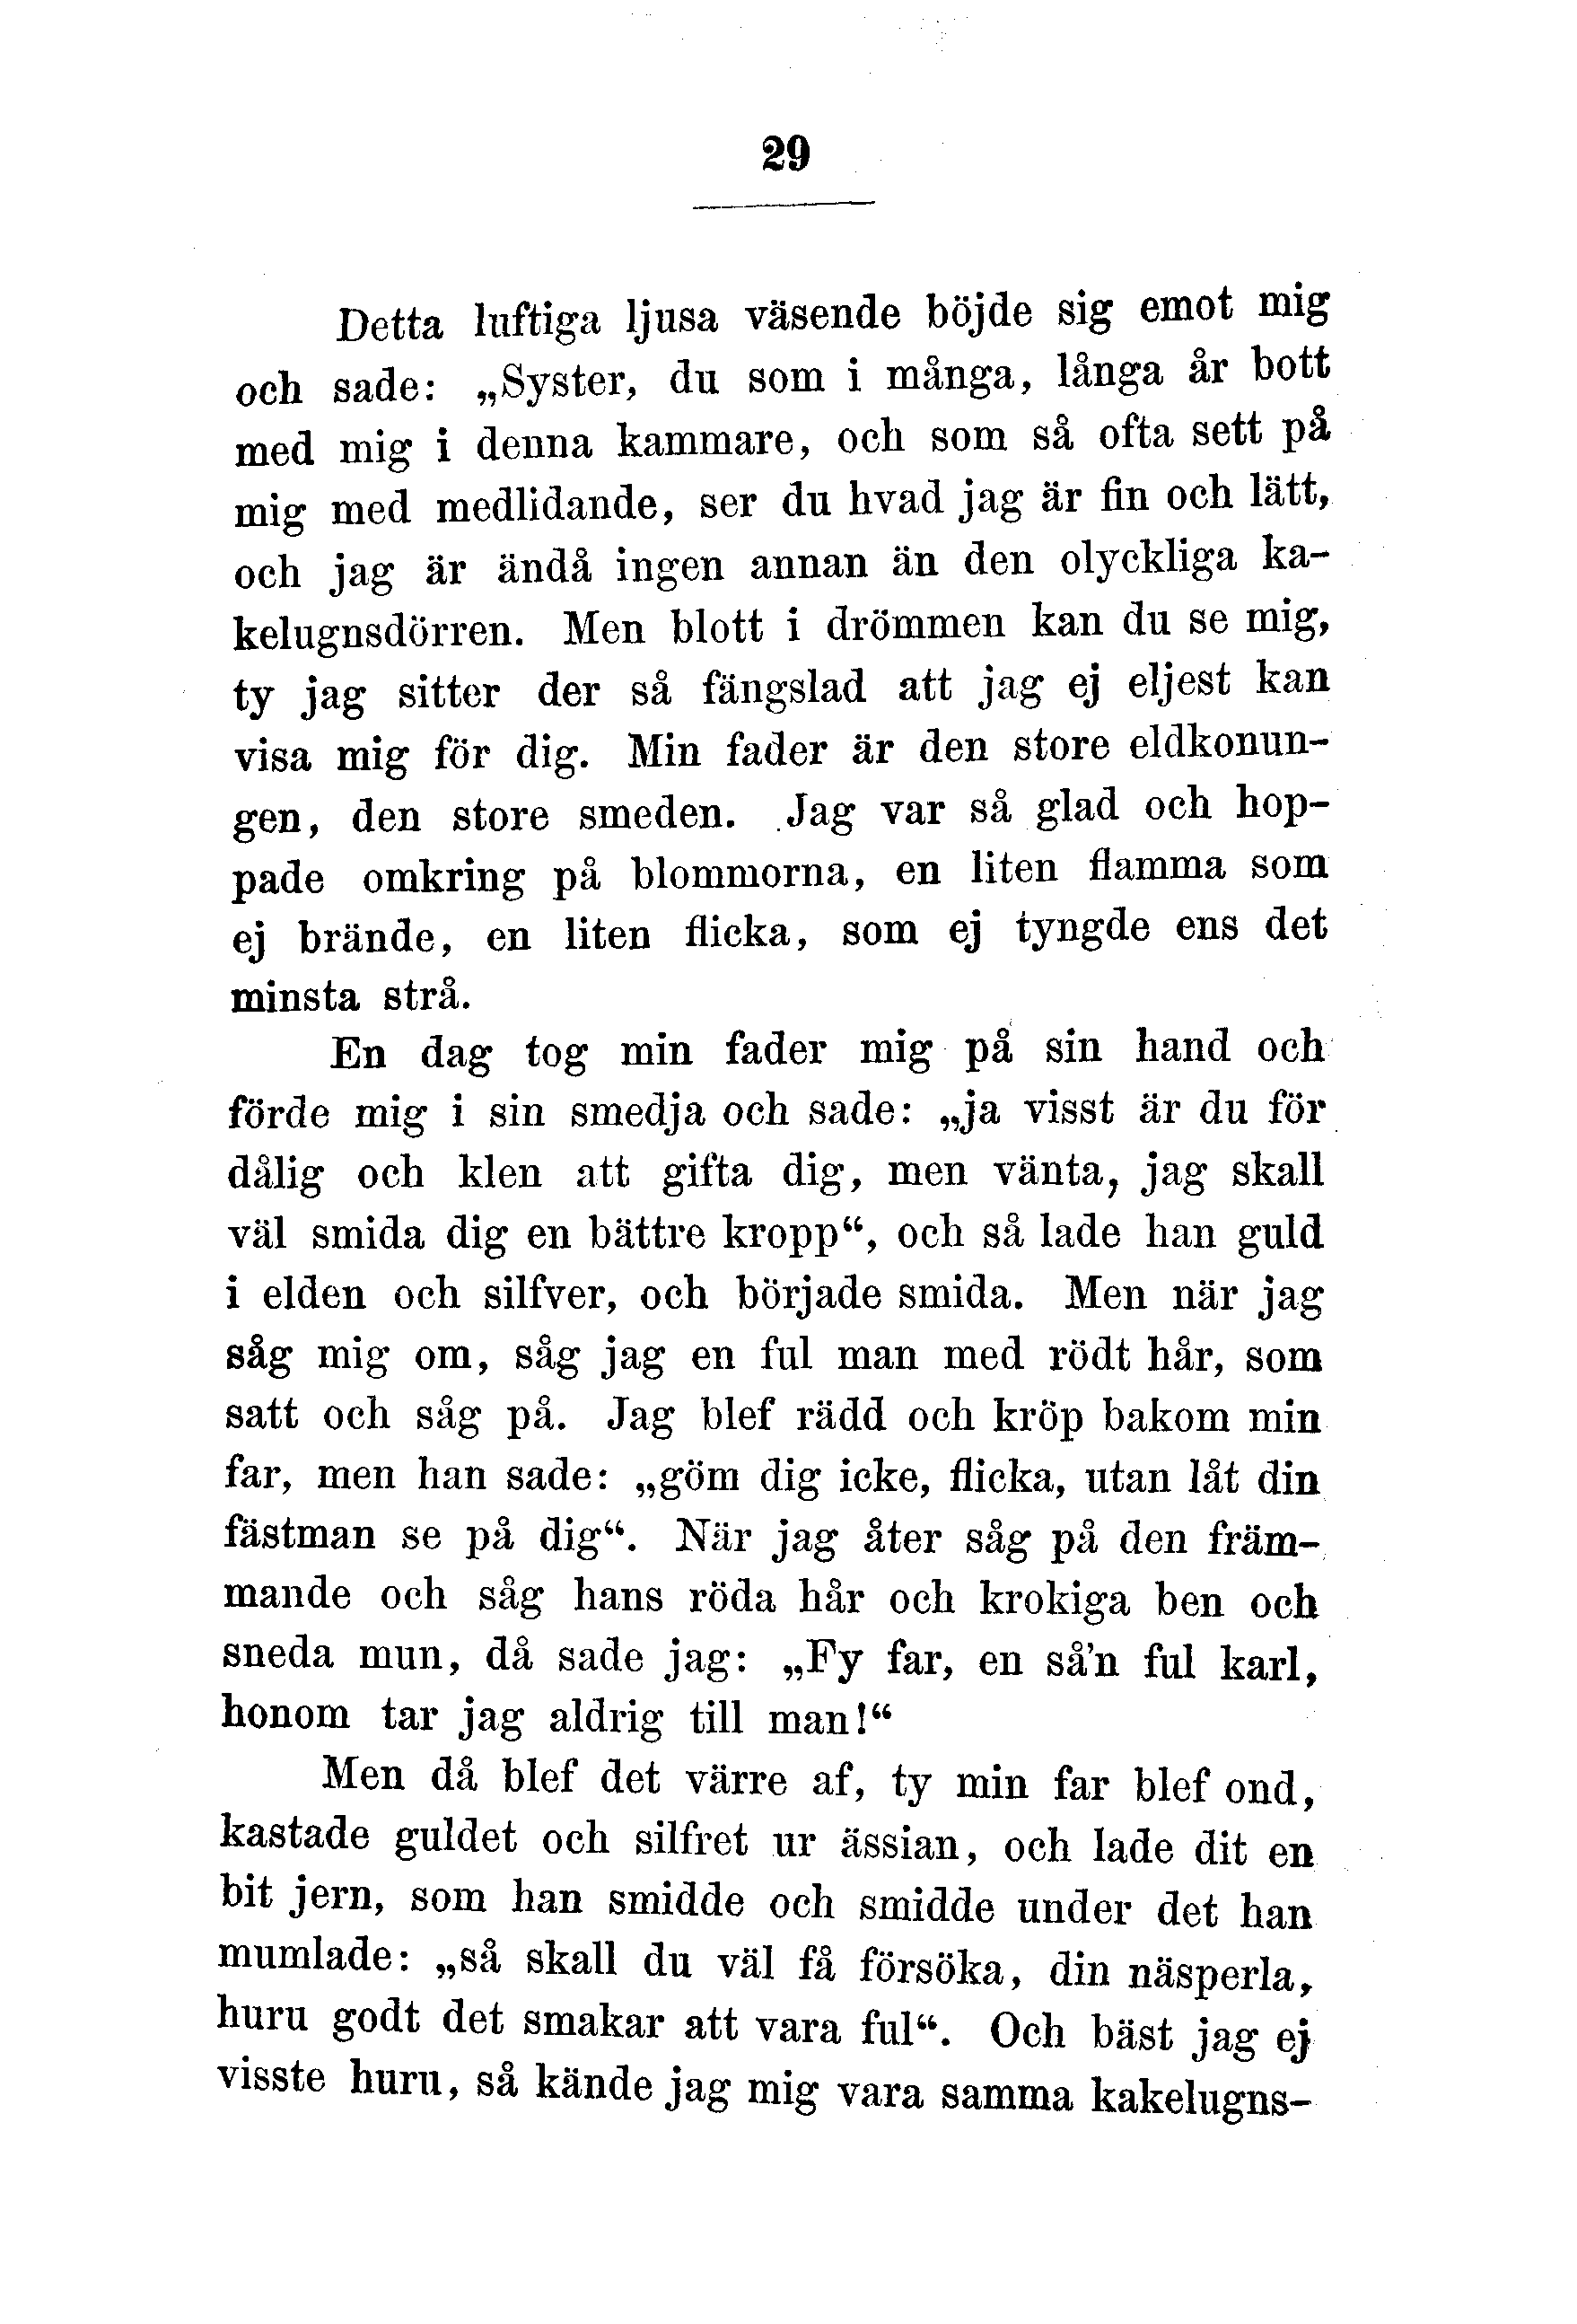 29
Detta luftiga ljusa väsende böjde sig emot mig
och sade: „Syster, du som i många, långa år bott
med mig i denna kammare, och som så ofta sett på
mig med medlidande, ser du hvad jag är fin och lätt,
och jag är ändå ingen annan än den olyckliga ka-
kelugnsdörren. Men blott i drömmen kan du se mig,
ty jag sitter der så fängslad att jag ej eljest kan
visa mig för dig. Min fader är den store eldkonun-
gen, den store smeden. Jag var så glad och hop-
pade omkring på blommorna, en liten flamma som
ej brände, en liten flicka, som ej tyngde ens det
minsta strå.
En dag tog min fader mig på sin hand och
förde mig i sin smedja och sade: „ja visst är du för
dålig och klen att gifta dig, men vänta, jag skall
väl smida dig en bättre kropp“, och så lade han guld
i elden och silfver, och började smida. Men när jag
såg mig om, såg jag en ful man med rödt hår, som
satt och såg på. Jag blef rädd och kröp bakom min
far, men han sade: „göm dig icke, flicka, utan låt din
fästman se på dig“. När jag åter såg på den främ-
mande och såg hans röda hår och krokiga ben och
sneda mun, då sade jag: „Fy far, en så'n ful karl,
honom tar jag aldrig till man!“
Men då blef det värre af, ty min far blef ond,
kastade guldet och silfret ur ässian, och lade dit en
bit jern, som han smidde och smidde under det han
mumlade: „så skall du väl få försöka, din näsperla,
huru godt det smakar att vara ful“. Och bäst jag ej
visste huru, så kände jag mig vara samma kakelugns-